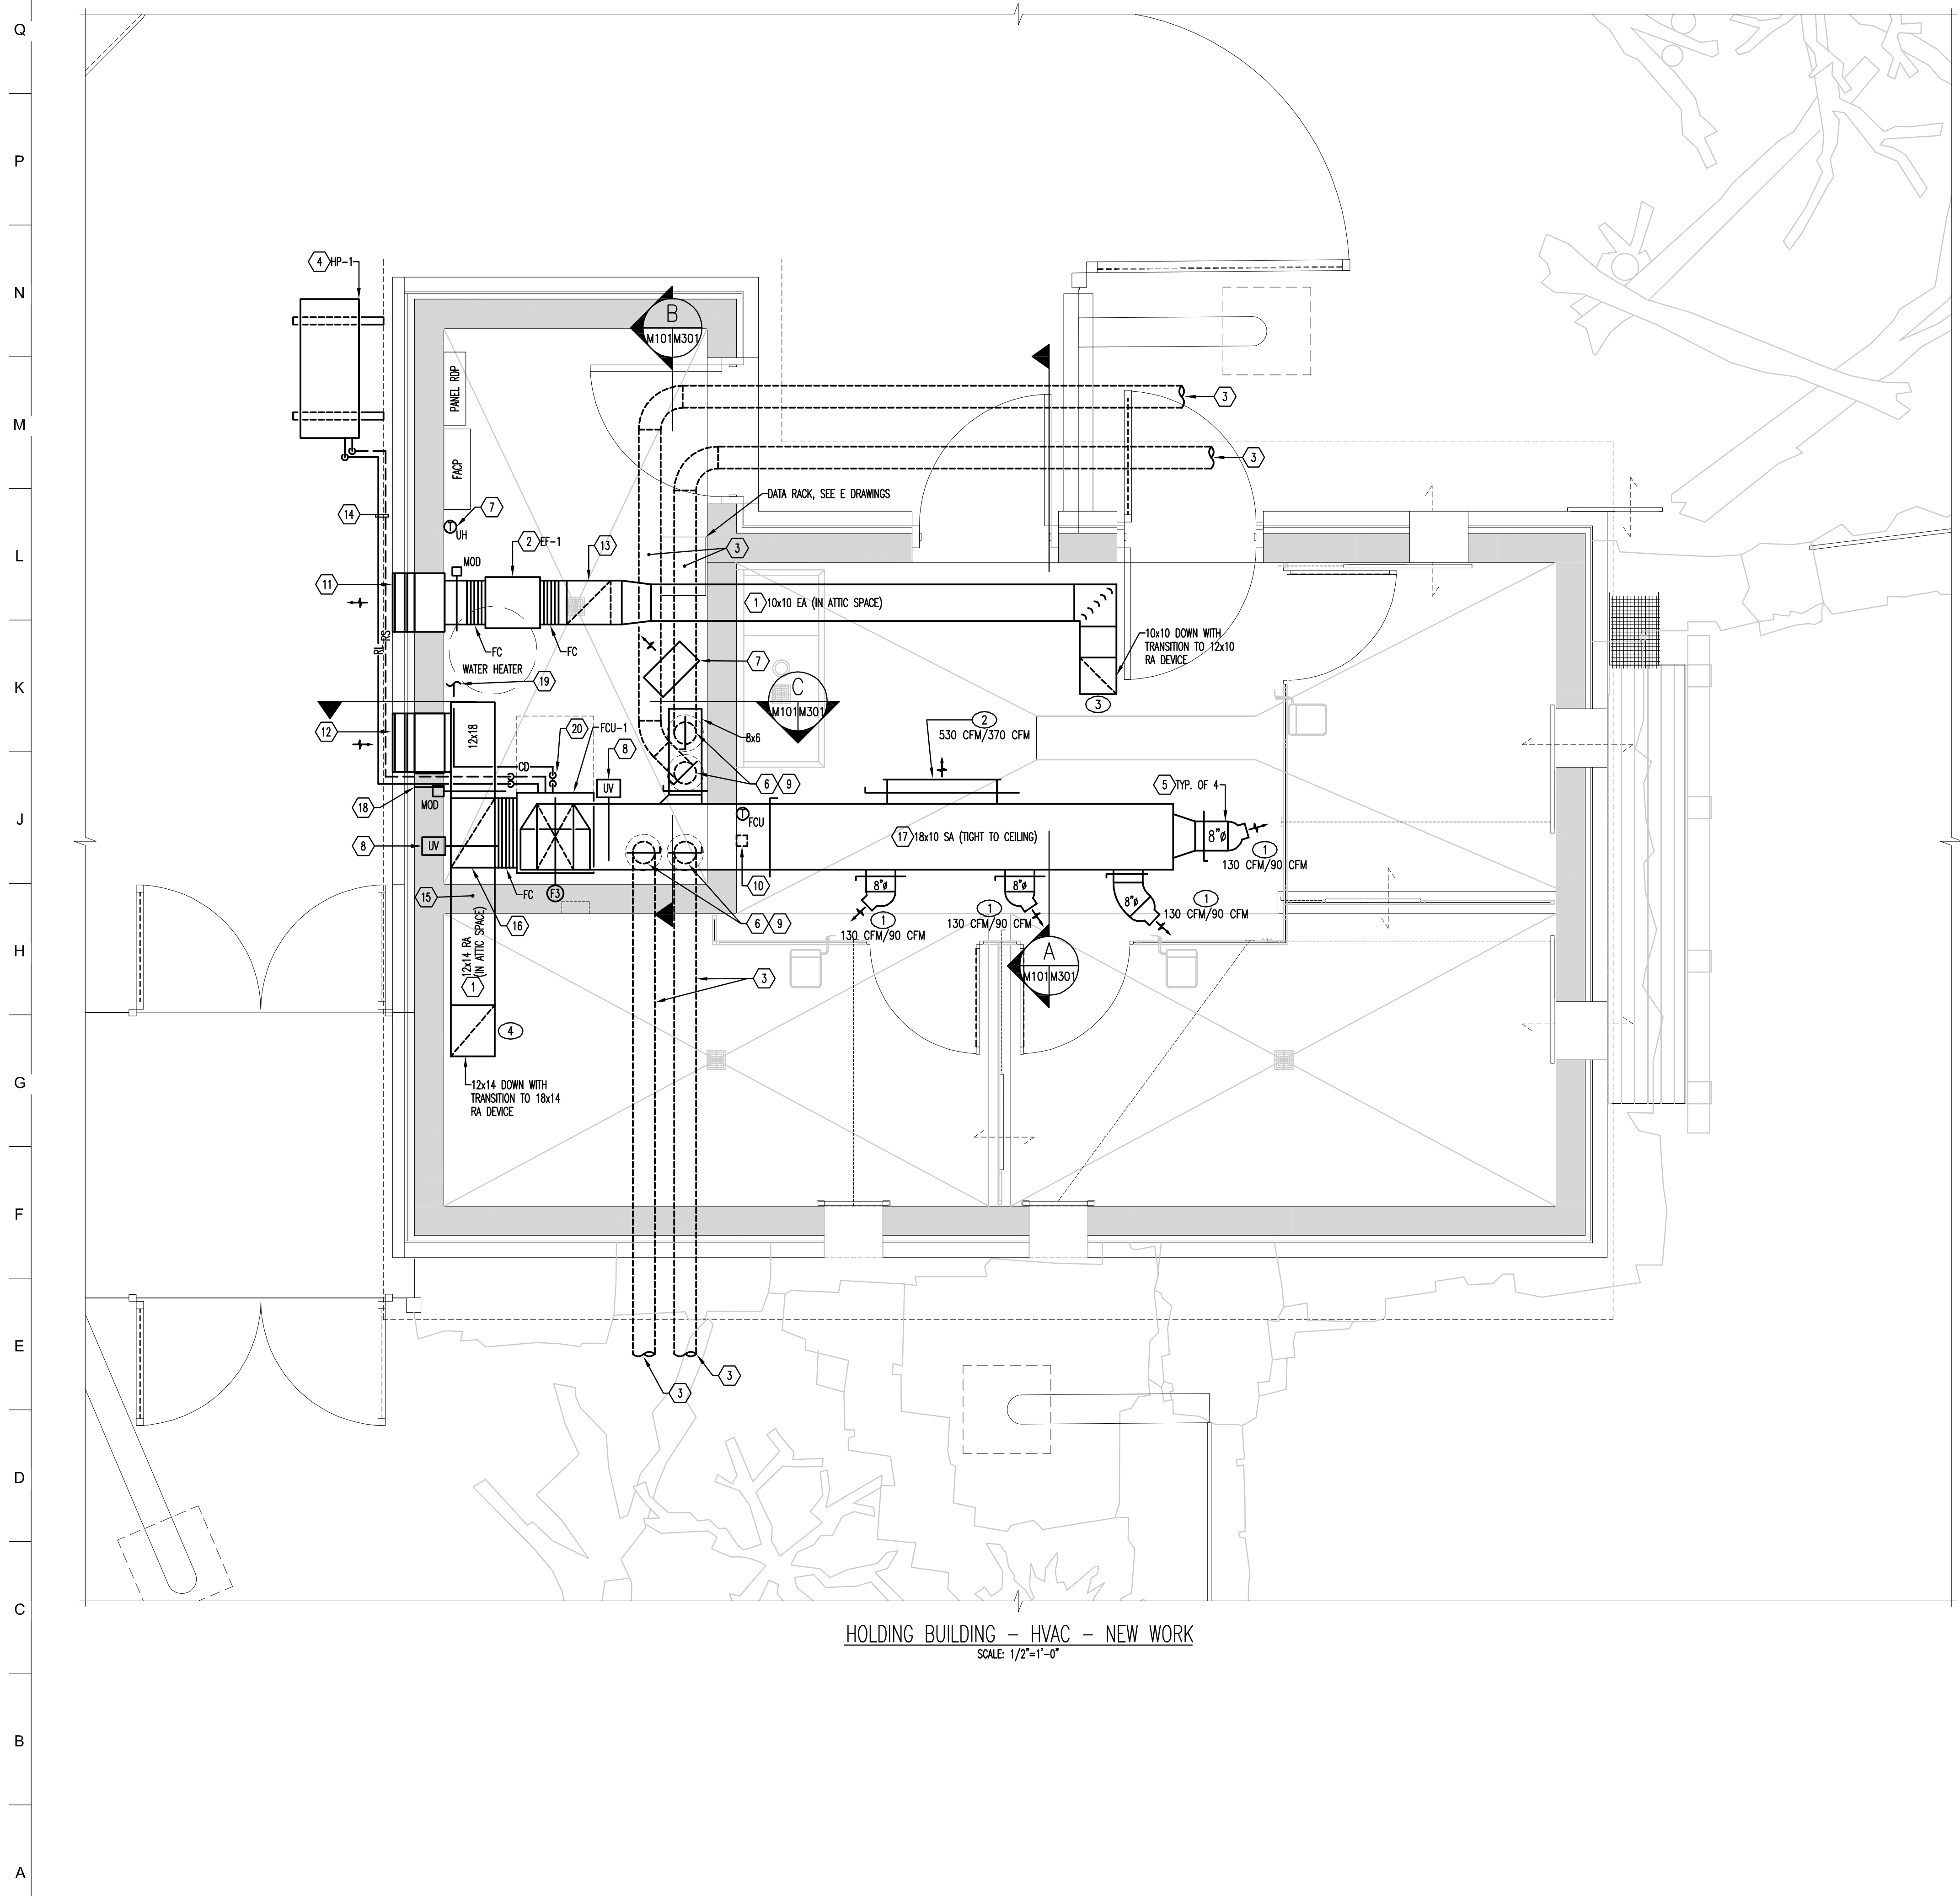 Q
P
N
M
L
K
J
H
G
F
E
D
C
B
A
4 HP-1
B
M101 M301
PANEL RDP
FACP
3
3
DATA RACK, SEE E DRAWINGS
14
7
T UH
MOD
2 EF-1
13
3
11
1 10x10 EA (IN ATTIC SPACE)
10x10 DOWN WITH
TRANSITION TO 12x10
RA DEVICE
RL RS
FC
FC
WATER HEATER
7
19
C
M101 M301
3
12
12x18
20
FCU-1
8
8x6
2
530 CFM/370 CFM
CD
UV
6 9
5 TYP. OF 4
18
MOD
T FCU
17 18x10 SA (TIGHT TO CEILING)
8"ø
1
130 CFM/90 CFM
8
UV
10
15
FC
F3
16
6 9
8"ø
1
130 CFM/90 CFM
8"ø
1
130 CFM/90 CFM
8"ø
1
130 CFM/90 CFM
A
M101 M301
1 12x14 RA
(IN ATTIC SPACE)
3
4
12x14 DOWN WITH
TRANSITION TO 18x14
RA DEVICE
3
3
HOLDING BUILDING - HVAC - NEW WORK
SCALE: 1/2"=1'-0"